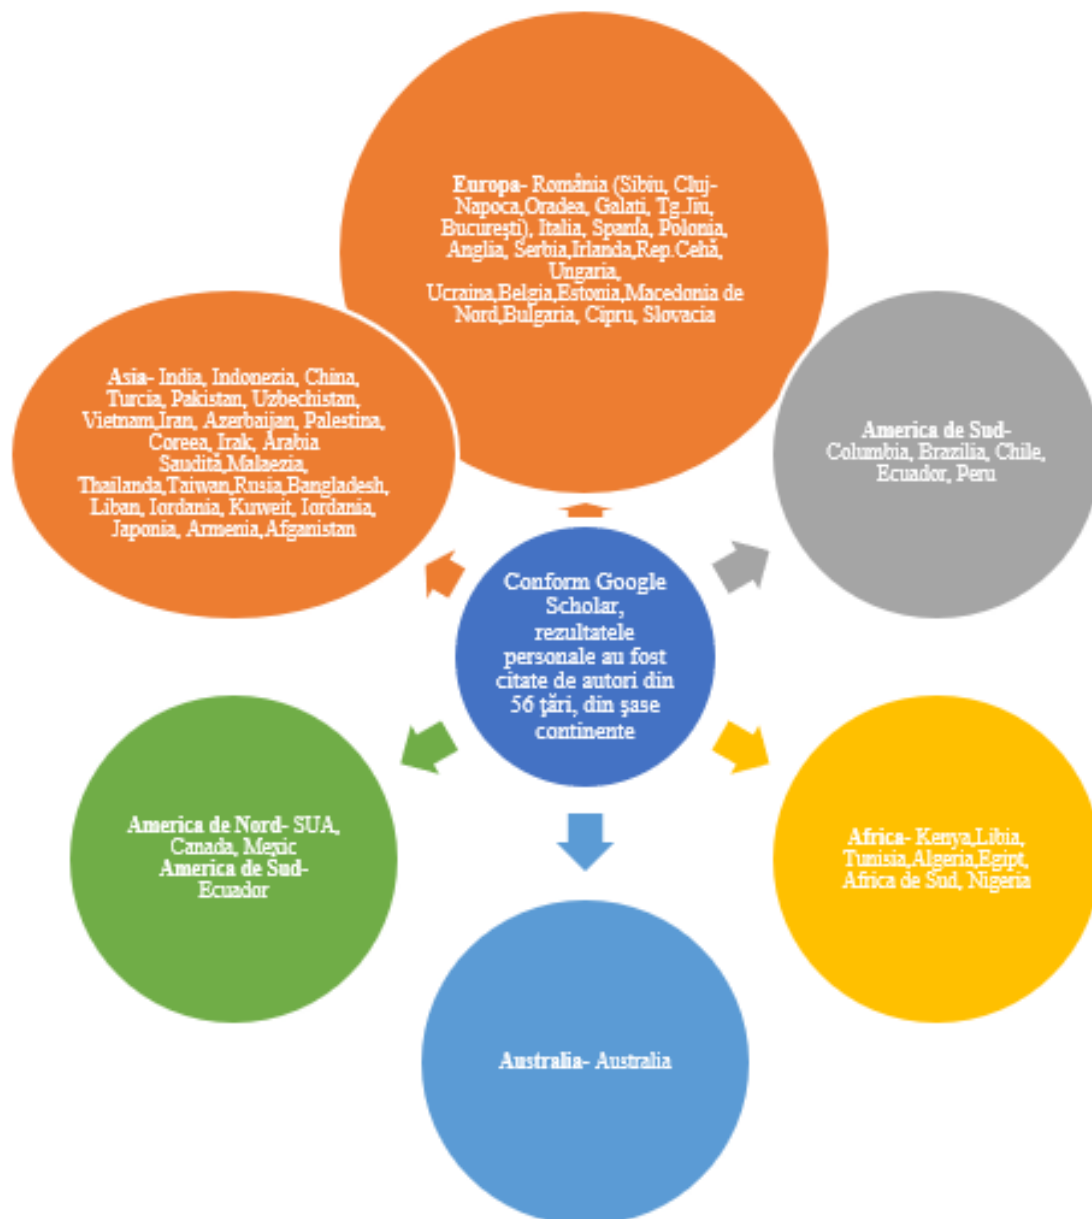 Europa- România (Sibiu, Cluj-
Napoca,Oradea, Galati, Tg.Jiu,
Bucureşti), Italia, Spania, Polonia,
Anglia, Serbia,Irlanda,Rep.Cehă,
Ungaria,
Ucraina,Belgia,Estonia,Macedonia de
Nord,Bulgaria, Cipru, Slovacia
Asia- India, Indonezia, China,
Turcia, Pakistan, Uzbechistan,
Vietnam,Iran, Azerbaijan, Palestina,
Coreea, Irak, Arabia
Saudită,Malaezia,
Thailanda,Taiwan,Rusia,Bangladesh,
Liban, Iordania, Kuweit, Iordania,
Japonia, Armenia,Afganistan
America de Sud-
Columbia, Brazilia, Chile,
Ecuador, Peru
Conform Google
Scholar,
rezultatele
personale au fost
citate de autori din
56 ţări, din şase
continente
America de Nord- SUA,
Canada, Mexic
America de Sud-
Ecuador
Africa- Kenya,Libia,
Tunisia,Algeria,Egipt,
Africa de Sud, Nigeria
Australia- Australia